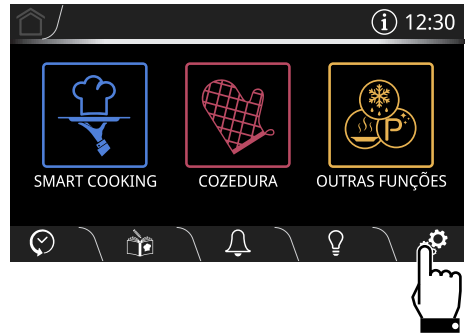 12:30
SMART COOKING
COZEDURA
OUTRAS FUNÇÕES
P